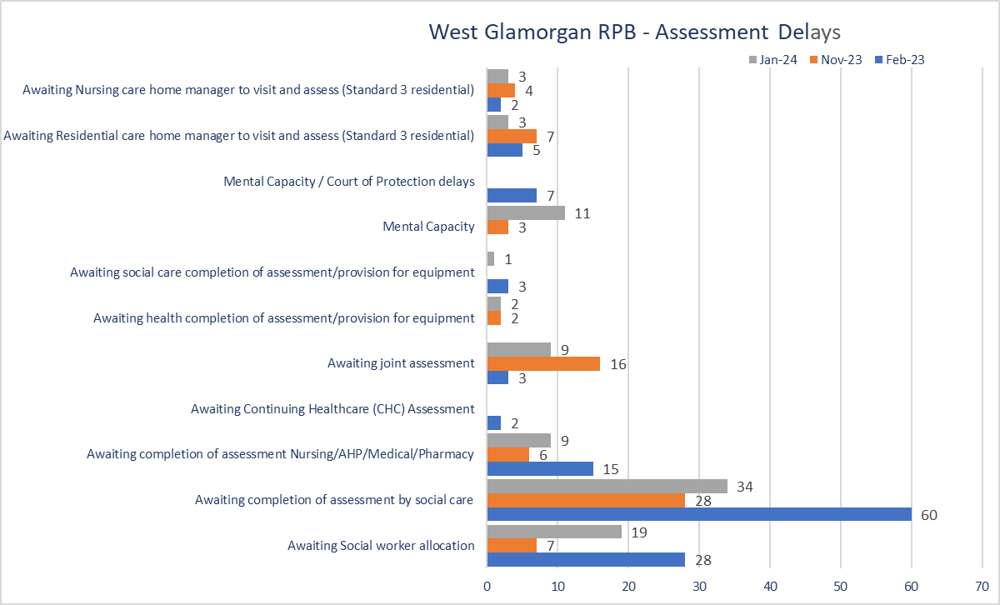 West Glamorgan RPB - Assessment Delays
Jan-24 Nov-23 Feb-23
Awaiting Nursing care home manager to visit and assess (Standard 3 residential)
3
4
2
Awaiting Residential care home manager to visit and assess (Standard 3 residential)
3
7
5
Mental Capacity / Court of Protection delays
7
Mental Capacity
11
3
Awaiting social care completion of assessment/provision for equipment
1
3
Awaiting health completion of assessment/provision for equipment
2
2
Awaiting joint assessment
9
16
3
Awaiting Continuing Healthcare (CHC) Assessment
2
Awaiting completion of assessment Nursing/AHP/Medical/Pharmacy
9
6
15
Awaiting completion of assessment by social care
34
28
60
Awaiting Social worker allocation
19
7
28
0 10 20 30 40 50 60 70